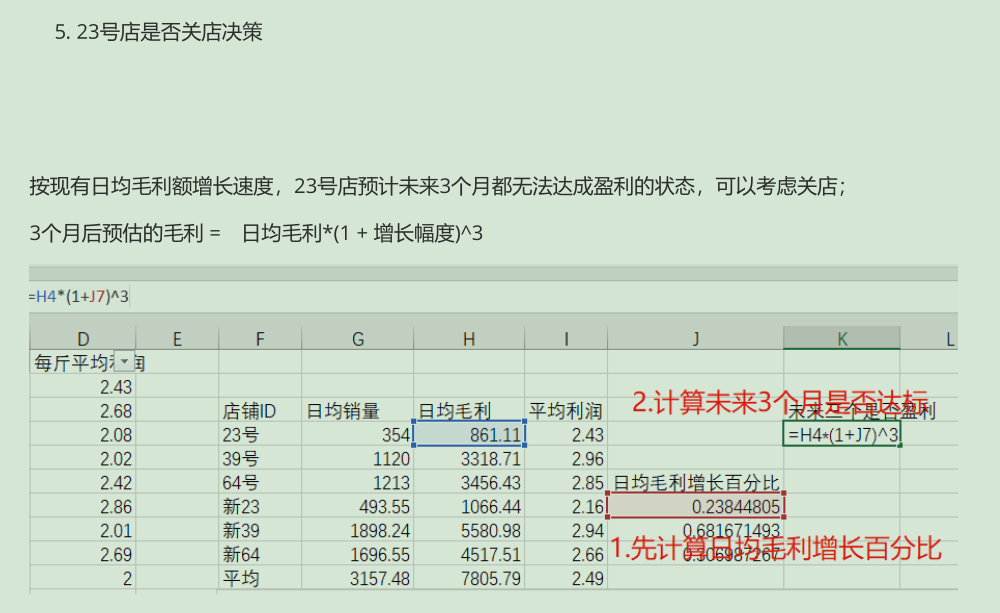 5. 23号店是否关店决策
按现有日均毛利额增长速度，23号店预计未来3个月都无法达成盈利的状态，可以考虑关店；
3个月后预估的毛利 = 日均毛利*(1 + 增长幅度)^3
=H4*(1+J7)^3
D E F G H I J K L
每斤平均利润
2.43
2.68 店铺ID 日均销量 日均毛利 平均利润 2.计算未来3个月是否达标 未来三个是否盈利
2.08 23号 354 861.11 2.43 =H4*(1+J7)^3
2.02 39号 1120 3318.71 2.96
2.42 64号 1213 3456.43 2.85 日均毛利增长百分比
2.86 新23 493.55 1066.44 2.16 0.23844805
2.01 新39 1898.24 5580.98 2.94 0.681671493
2.69 新64 1696.55 4517.51 2.66 0.306987267 1.先计算日均毛利增长百分比
2 平均 3157.48 7805.79 2.49